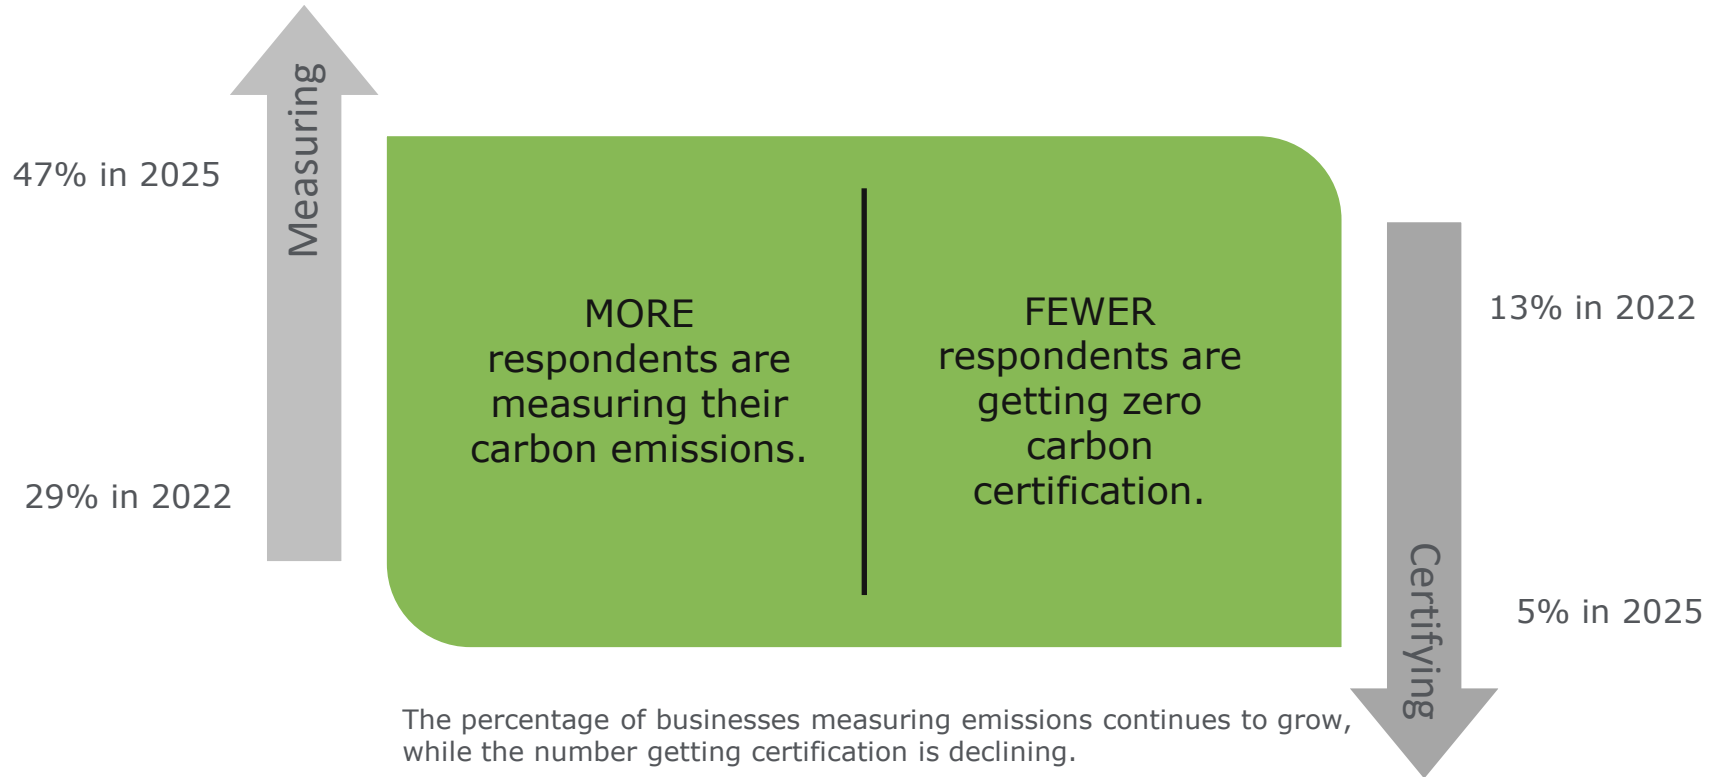 Measuring
47% in 2025
29% in 2022
MORE
respondents are
measuring their
carbon emissions.
FEWER
respondents are
getting zero
carbon
certification.
13% in 2022
5% in 2025
Certifying
The percentage of businesses measuring emissions continues to grow,
while the number getting certification is declining.